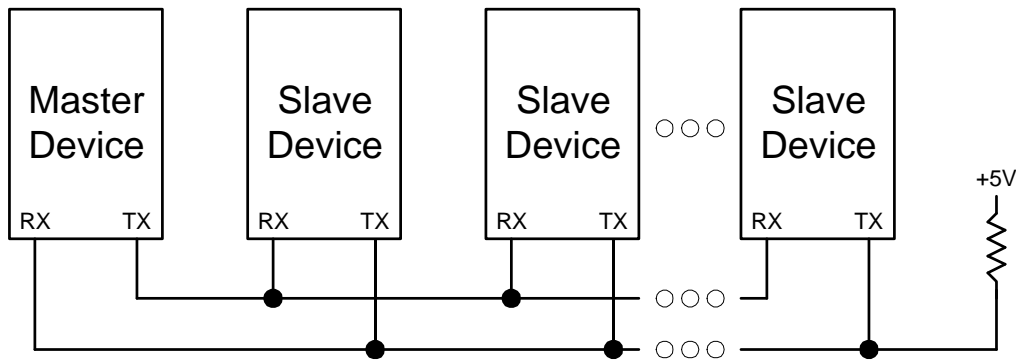 Master
Device
Slave
Device
Slave
Device
Slave
Device
+5V
RX TX
RX TX
RX TX
RX TX